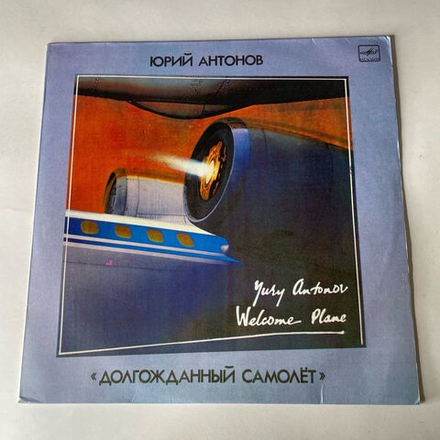 ЮРИЙ АНТОНОВ
Yury Antonov
Welcome Plane
«ДОЛГОЖДАННЫЙ САМОЛЁТ»